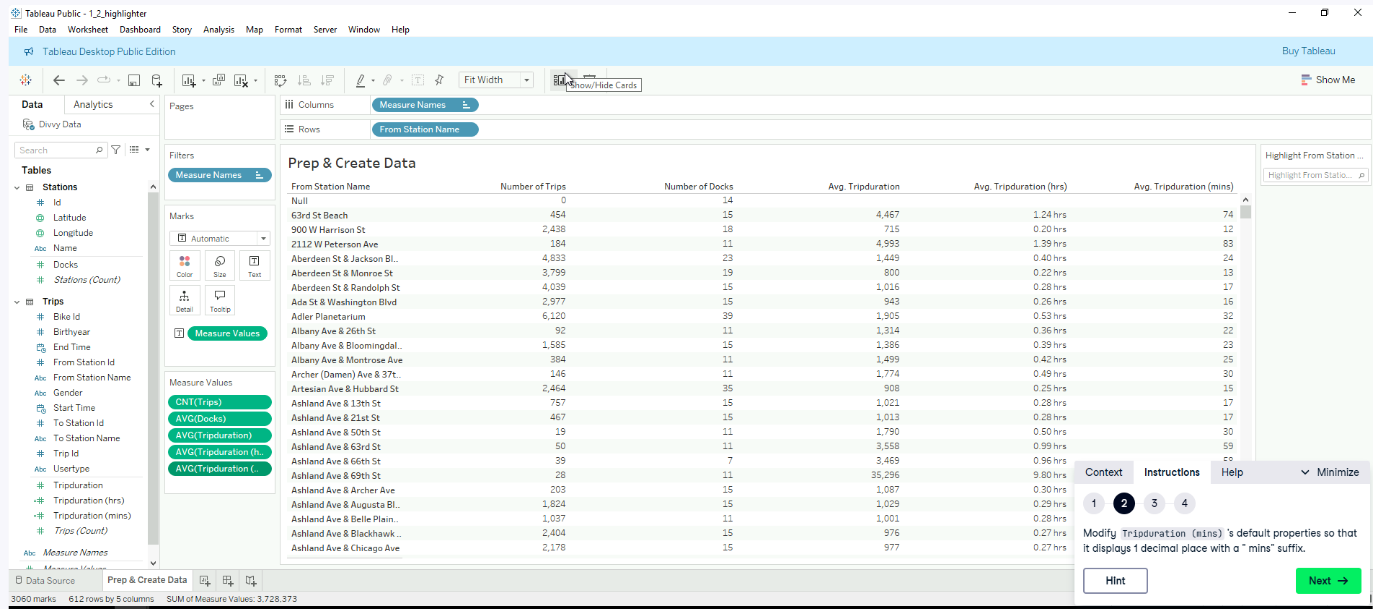 Tableau Public - 1_2_highlighter
File Data Worksheet Dashboard Story Analysis Map Format Server Window Help
Tableau Desktop Public Edition Buy Tableau
Fit Width Show/Hide Cards Show Me
Data Analytics
Divvy Data
Search
Tables
Stations
# Id
Latitude
Longitude
Abc Name
# Docks
# Stations (Count)
Trips
# Bike Id
# Birthyear
End Time
# From Station Id
Abc From Station Name
Abc Gender
Start Time
# To Station Id
Abc To Station Name
# Trip Id
Abc Usertype
# Tripduration
=# Tripduration (hrs)
=# Tripduration (mins)
# Trips (Count)
Abc Measure Names
# Measure Values
Pages
Filters
Measure Names
Marks
Automatic
Color Size Text
Detail Tooltip
Measure Values
Measure Values
CNT(Trips)
AVG(Docks)
AVG(Tripduration)
AVG(Tripduration (h..
AVG(Tripduration (..
Columns Measure Names
Rows From Station Name
Prep & Create Data
From Station Name Number of Trips Number of Docks Avg. Tripduration Avg. Tripduration (hrs) Avg. Tripduration (mins)
Null 0 14
63rd St Beach 454 15 4,467 1.24 hrs 74
900 W Harrison St 2,438 18 715 0.20 hrs 12
2112 W Peterson Ave 184 11 4,993 1.39 hrs 83
Aberdeen St & Jackson Bl.. 4,833 23 1,449 0.40 hrs 24
Aberdeen St & Monroe St 3,799 19 800 0.22 hrs 13
Aberdeen St & Randolph St 4,039 15 1,016 0.28 hrs 17
Ada St & Washington Blvd 2,977 15 943 0.26 hrs 16
Adler Planetarium 6,120 39 1,905 0.53 hrs 32
Albany Ave & 26th St 92 11 1,314 0.36 hrs 22
Albany Ave & Bloomingdal.. 1,585 15 1,386 0.39 hrs 23
Albany Ave & Montrose Ave 384 11 1,499 0.42 hrs 25
Archer (Damen) Ave & 37t.. 146 11 1,774 0.49 hrs 30
Artesian Ave & Hubbard St 2,464 35 908 0.25 hrs 15
Ashland Ave & 13th St 757 15 1,021 0.28 hrs 17
Ashland Ave & 21st St 467 15 1,013 0.28 hrs 17
Ashland Ave & 50th St 19 11 1,790 0.50 hrs 30
Ashland Ave & 63rd St 50 11 3,558 0.99 hrs 59
Ashland Ave & 66th St 39 7 3,469 0.96 hrs 58
Ashland Ave & 69th St 28 11 35,296 9.80 hrs
Ashland Ave & Archer Ave 203 15 1,087 0.30 hrs
Ashland Ave & Augusta Bl.. 1,824 15 1,029 0.29 hrs
Ashland Ave & Belle Plain.. 1,037 11 1,001 0.28 hrs
Ashland Ave & Blackhawk .. 2,404 15 976 0.27 hrs
Ashland Ave & Chicago Ave 2,178 15 977 0.27 hrs
Highlight From Station ...
Highlight From Statio...
Context Instructions Help Minimize
1 2 3 4
Modify Tripduration (mins) 's default properties so that
it displays 1 decimal place with a " mins" suffix.
Hint Next →
Data Source Prep & Create Data
3060 marks 612 rows by 5 columns SUM of Measure Values: 3,728,373